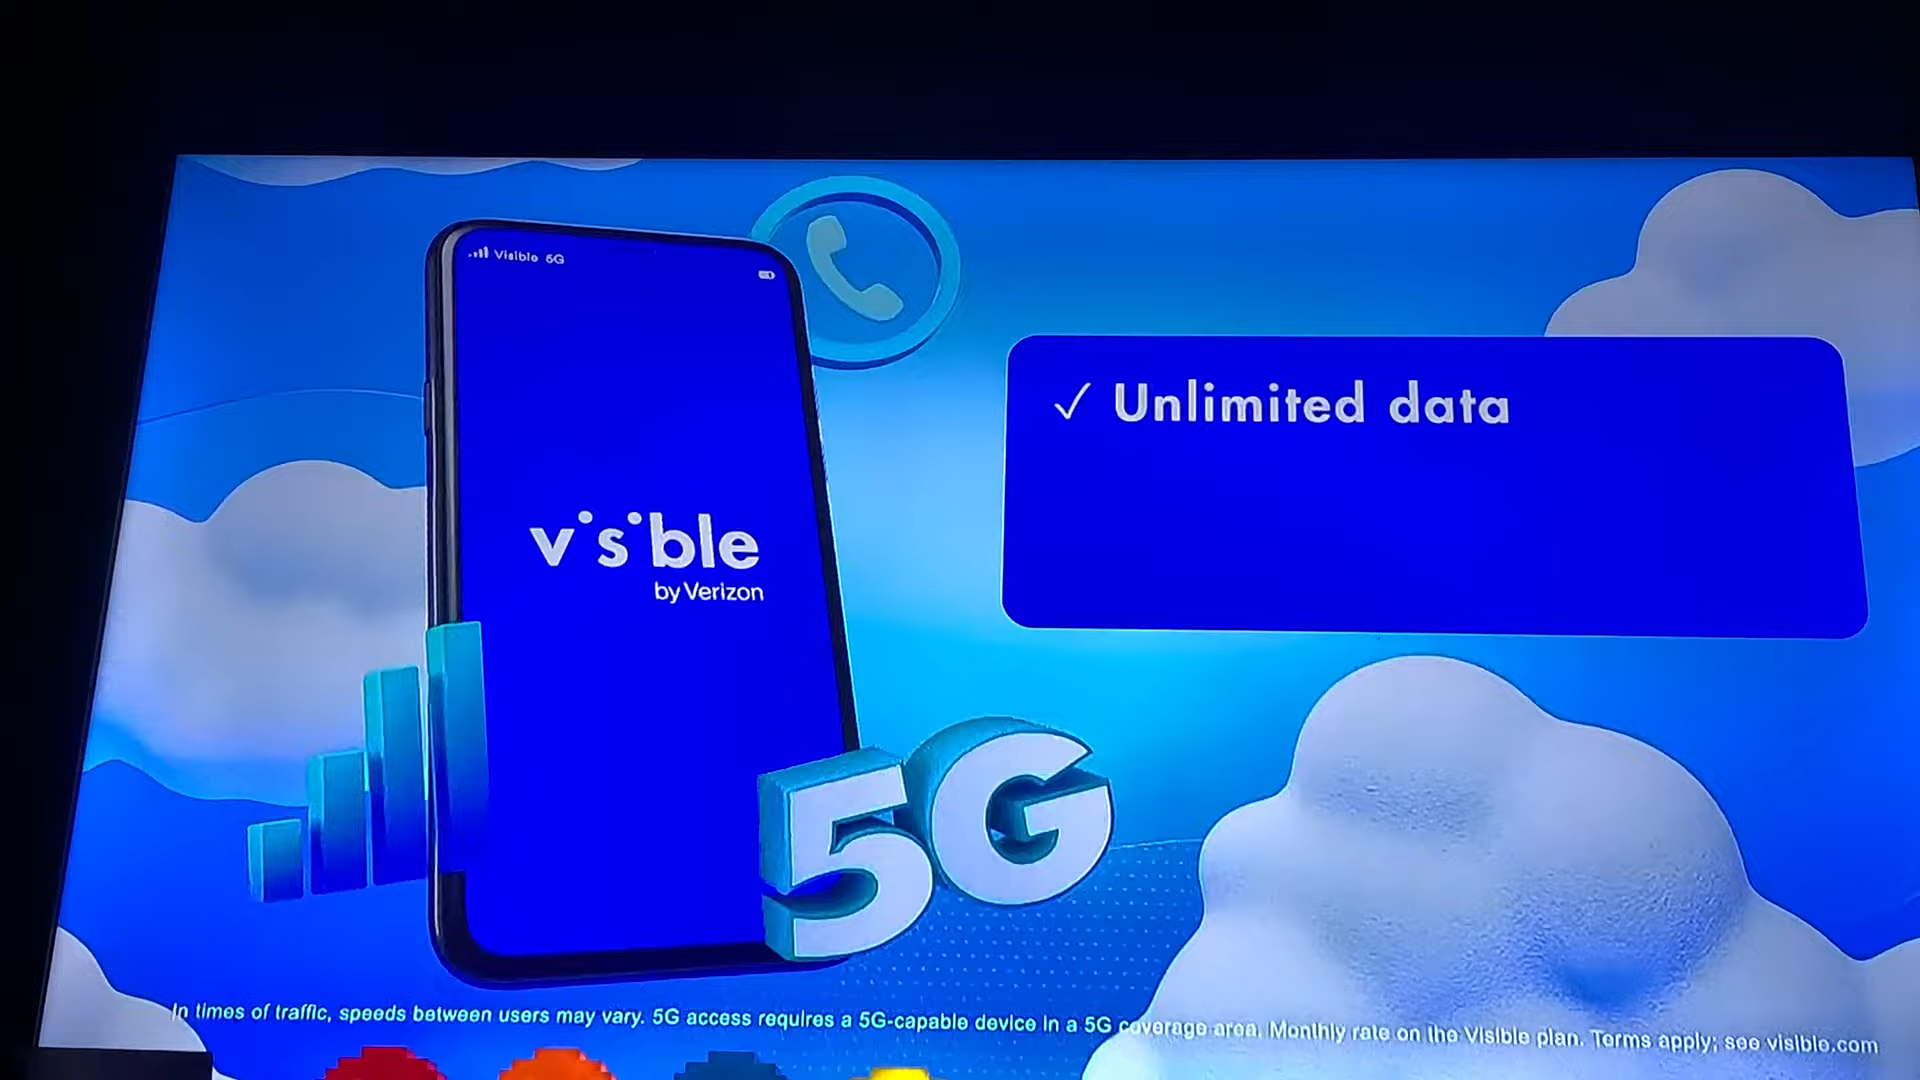 Visible 5G
visible
by Verizon
✓ Unlimited data
5G
In times of traffic, speeds between users may vary. 5G access requires a 5G-capable device in a 5G coverage area. Monthly rate on the Visible plan. Terms apply; see visible.com